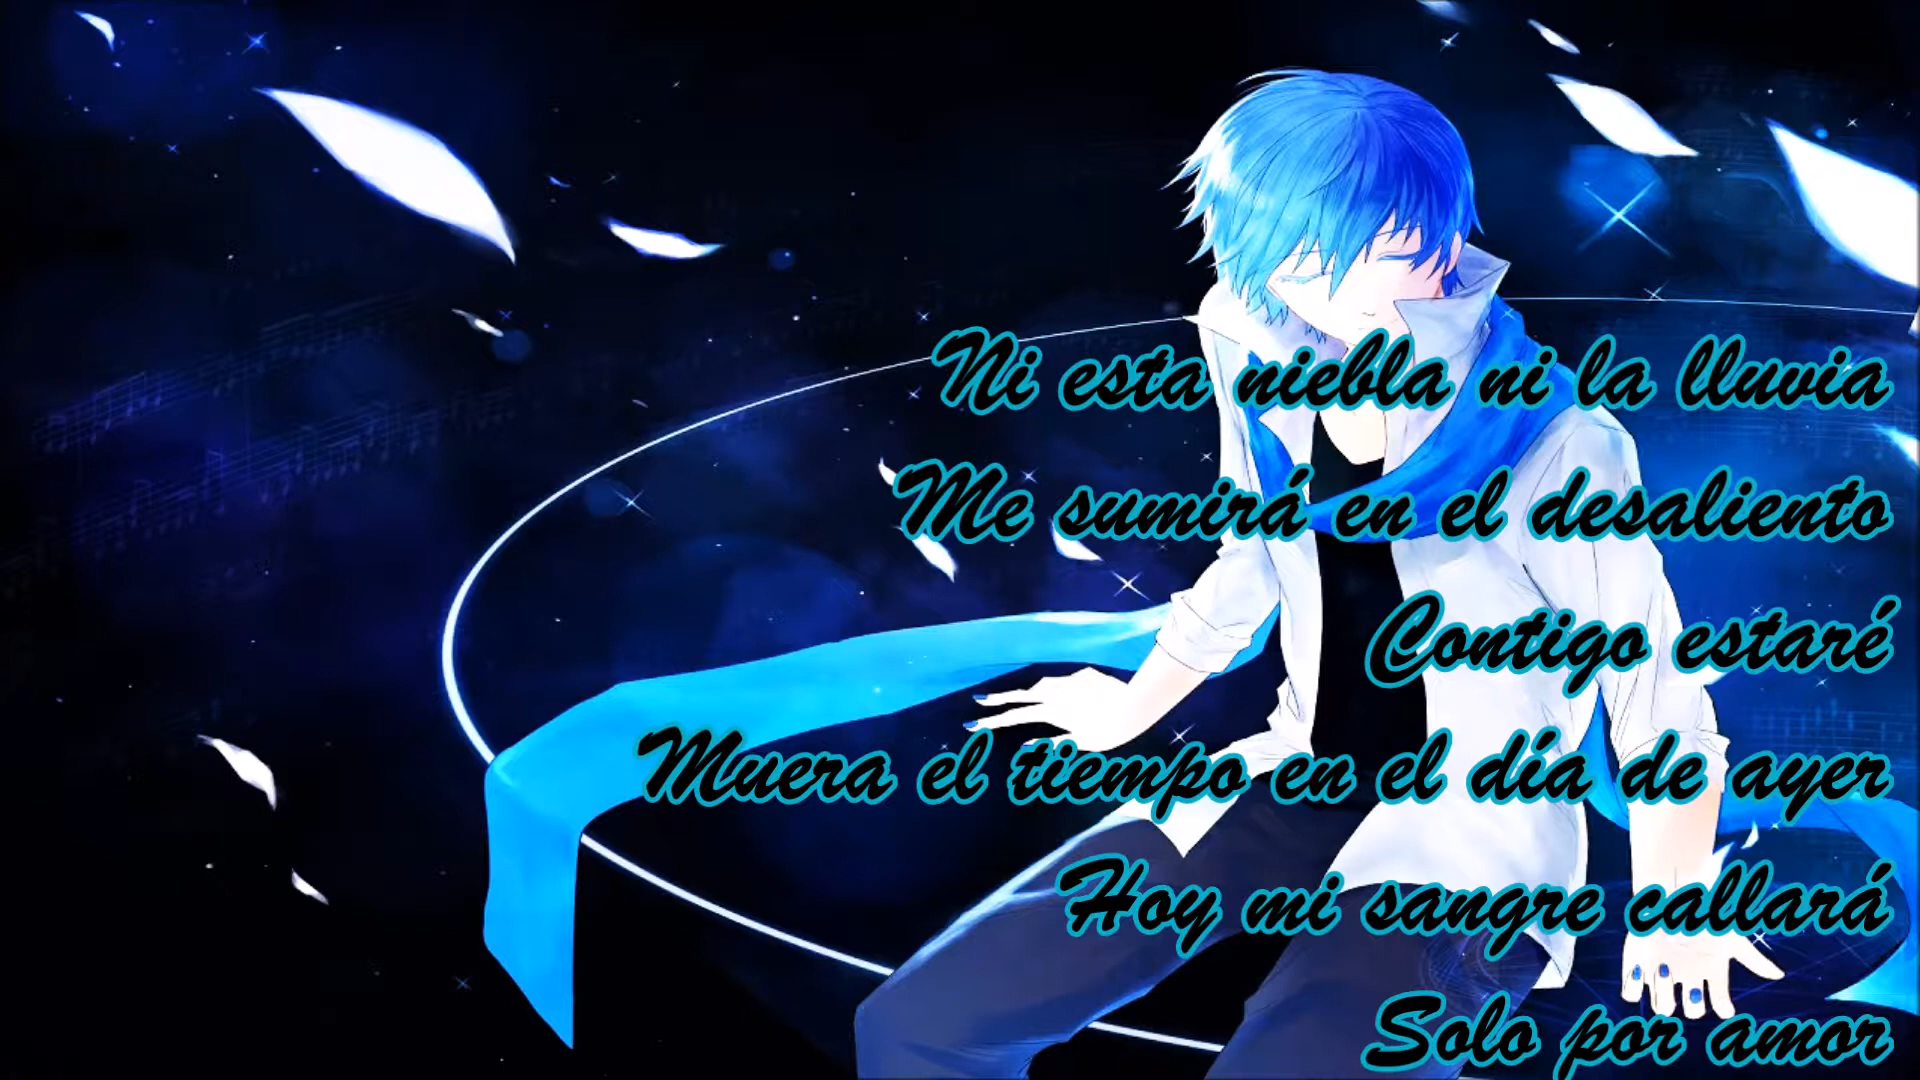 Ni esta niebla ni la lluvia
Me sumirá en el desaliento
Contigo estaré
Muera el tiempo en el día de ayer
Hoy mi sangre callará
Solo por amor